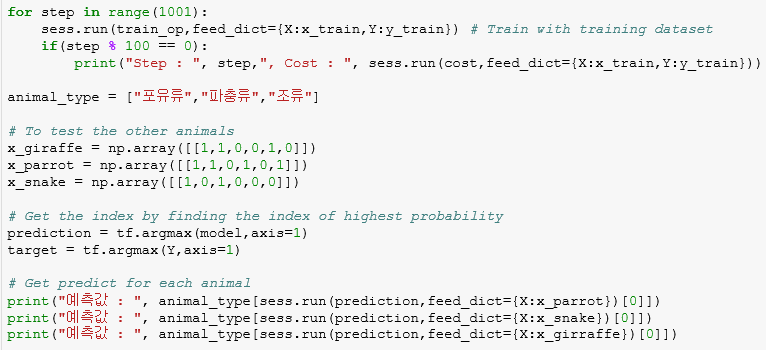 for step in range(1001):
    sess.run(train_op,feed_dict={X:x_train,Y:y_train}) # Train with training dataset
    if(step % 100 == 0):
        print("Step : ", step,", Cost : ", sess.run(cost,feed_dict={X:x_train,Y:y_train}))
animal_type = ["포유류","파충류","조류"]
# To test the other animals
x_giraffe = np.array([[1,1,0,0,1,0]])
x_parrot = np.array([[1,1,0,1,0,1]])
x_snake = np.array([[1,0,1,0,0,0]])
# Get the index by finding the index of highest probability
prediction = tf.argmax(model,axis=1)
target = tf.argmax(Y,axis=1)
# Get predict for each animal
print("예측값 : ", animal_type[sess.run(prediction,feed_dict={X:x_parrot})[0]])
print("예측값 : ", animal_type[sess.run(prediction,feed_dict={X:x_snake})[0]])
print("예측값 : ", animal_type[sess.run(prediction,feed_dict={X:x_girraffe})[0]])